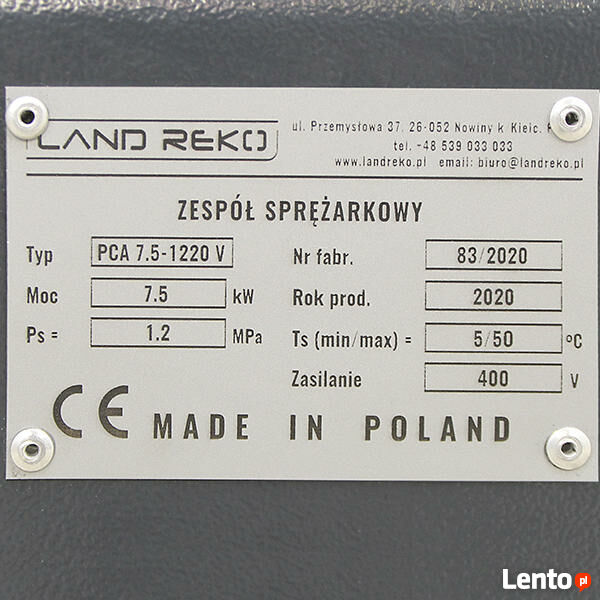 LAND REKO
ul. Przemysłowa 37, 26-052 Nowiny k Kielc,
tel. +48 539 033 033
www.landreko.pl email: biuro@landreko.pl
ZESPÓŁ SPRĘŻARKOWY
Typ PCA 7.5-1220 V Nr fabr. 83/2020
Moc 7.5 kW Rok prod. 2020
Ps = 1.2 MPa Ts (min/max) = 5/50 °C
Zasilanie 400 V
CE MADE IN POLAND
Lento.pl